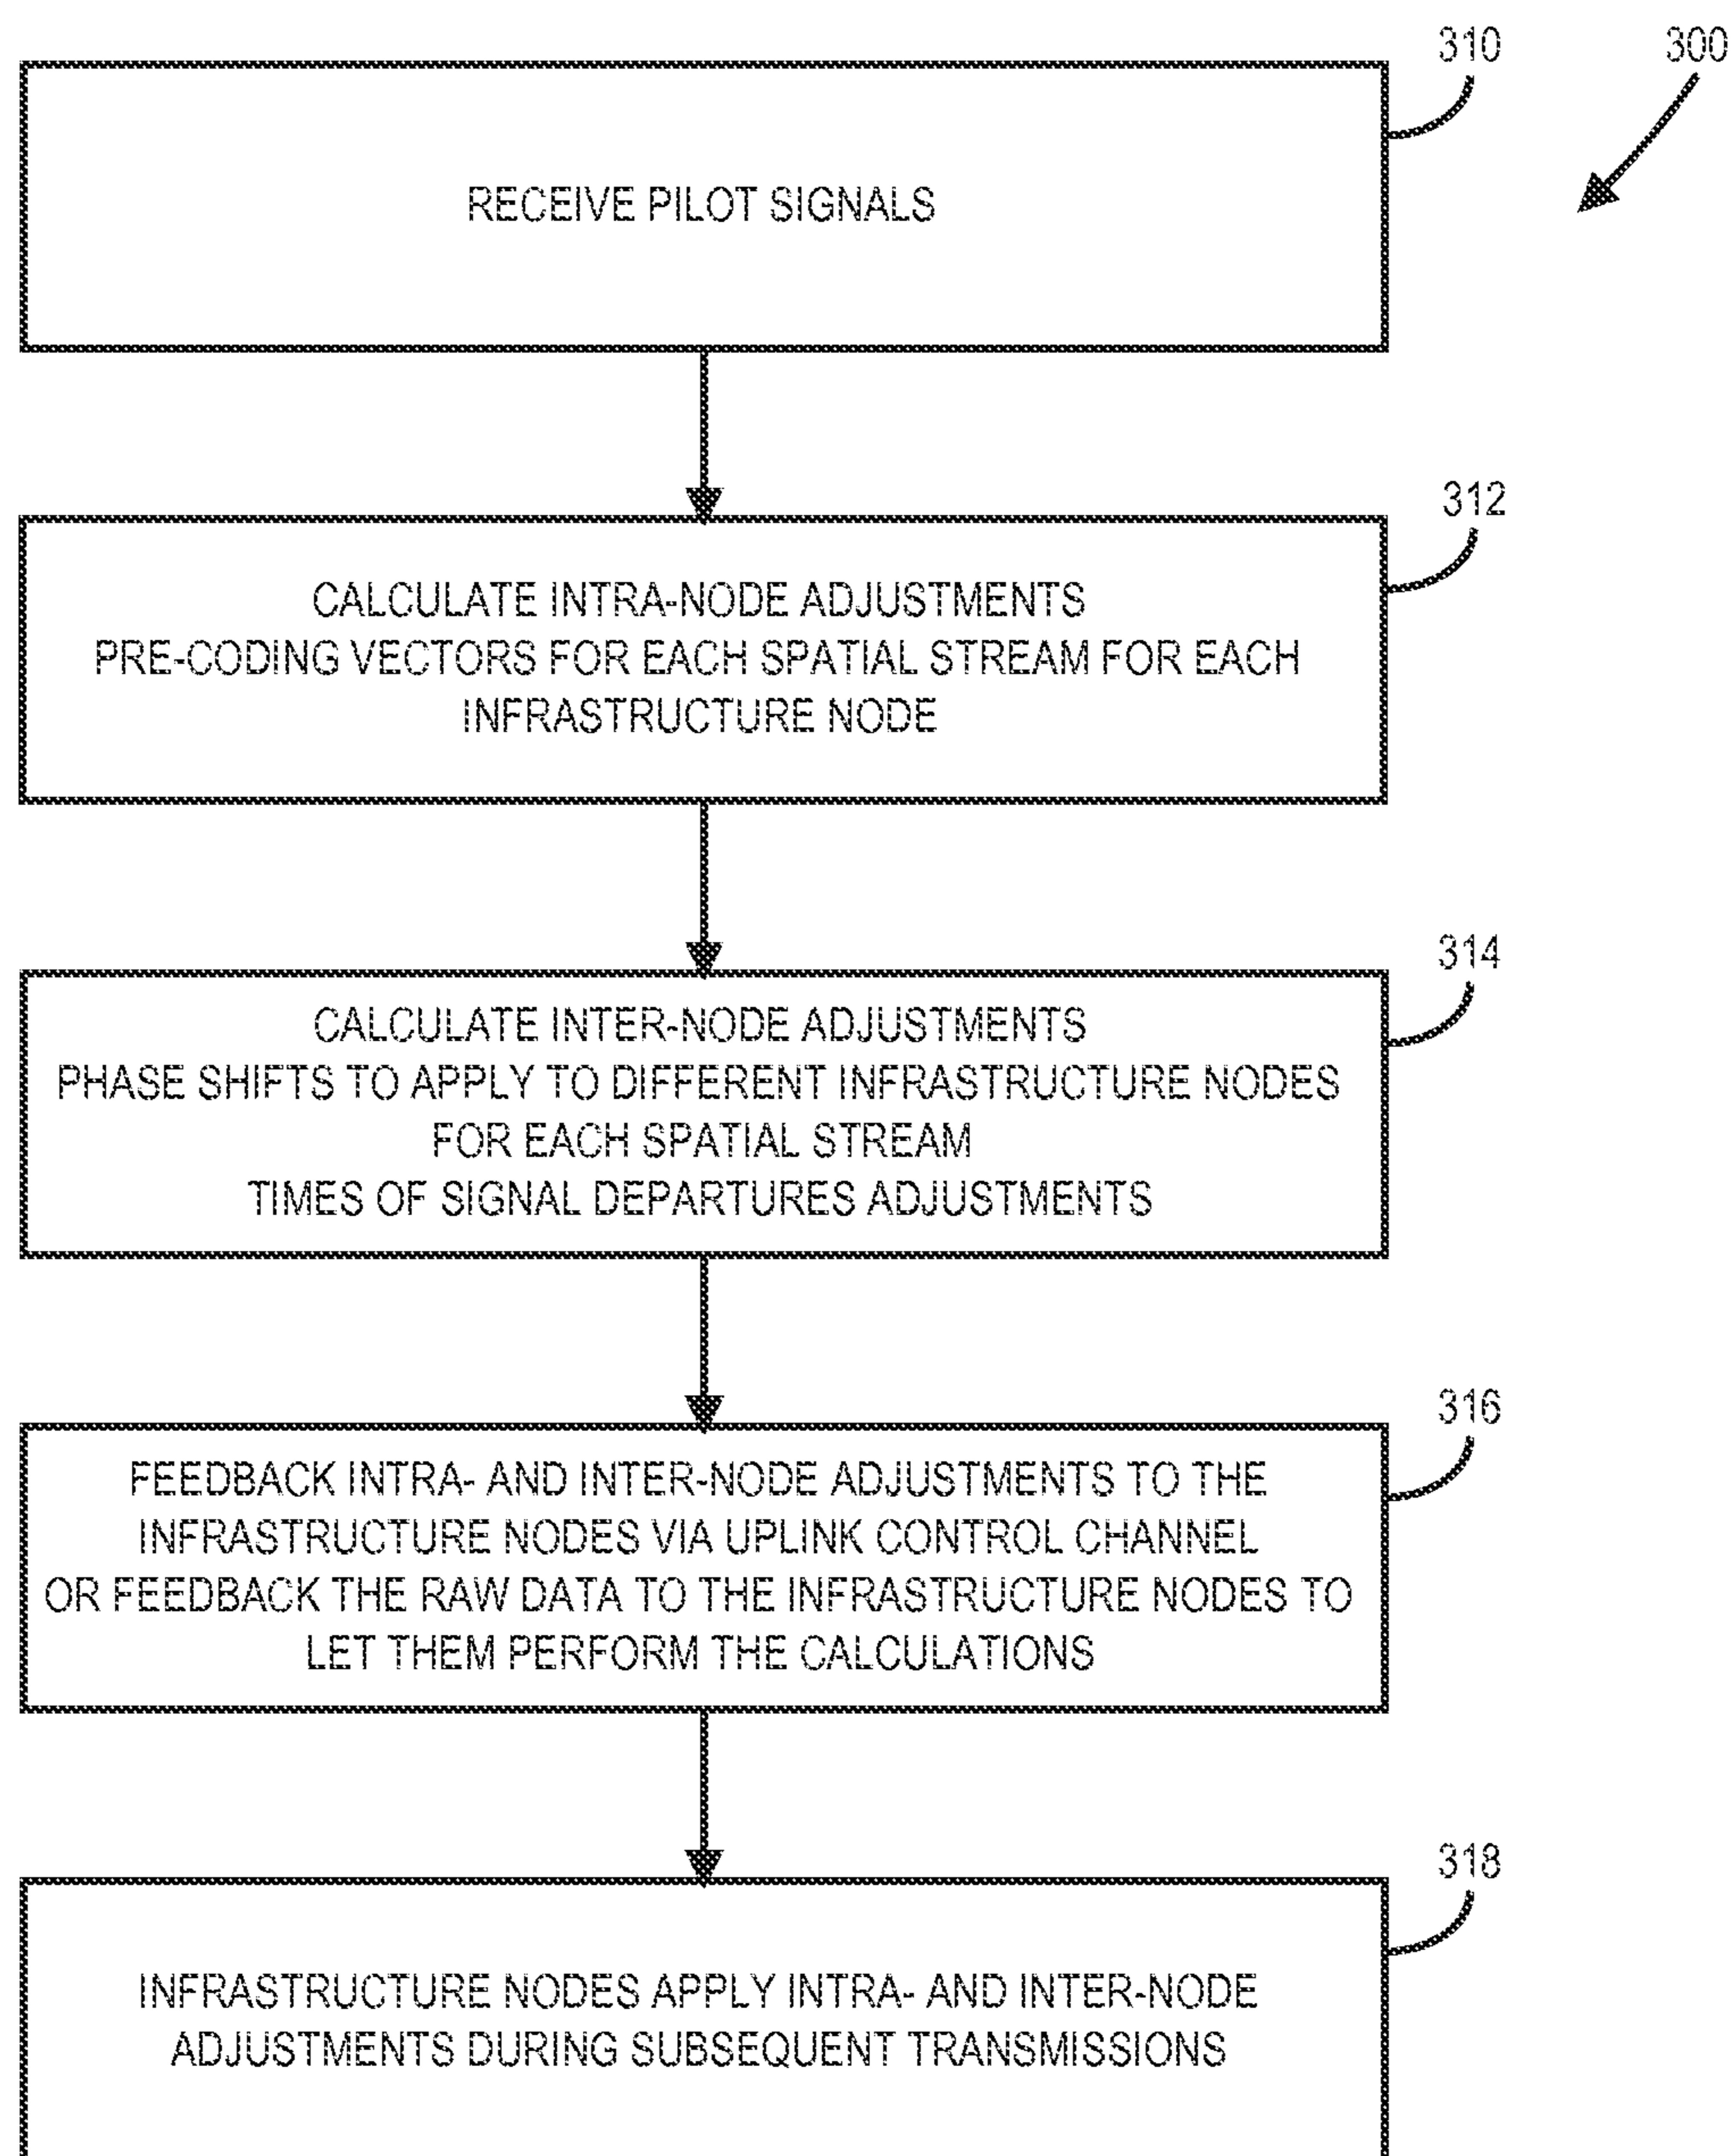 310
300
RECEIVE PILOT SIGNALS
312
CALCULATE INTRA-NODE ADJUSTMENTS
PRE-CODING VECTORS FOR EACH SPATIAL STREAM FOR EACH
INFRASTRUCTURE NODE
314
CALCULATE INTER-NODE ADJUSTMENTS
PHASE SHIFTS TO APPLY TO DIFFERENT INFRASTRUCTURE NODES
FOR EACH SPATIAL STREAM
TIMES OF SIGNAL DEPARTURES ADJUSTMENTS
316
FEEDBACK INTRA- AND INTER-NODE ADJUSTMENTS TO THE
INFRASTRUCTURE NODES VIA UPLINK CONTROL CHANNEL
OR FEEDBACK THE RAW DATA TO THE INFRASTRUCTURE NODES TO
LET THEM PERFORM THE CALCULATIONS
318
INFRASTRUCTURE NODES APPLY INTRA- AND INTER-NODE
ADJUSTMENTS DURING SUBSEQUENT TRANSMISSIONS